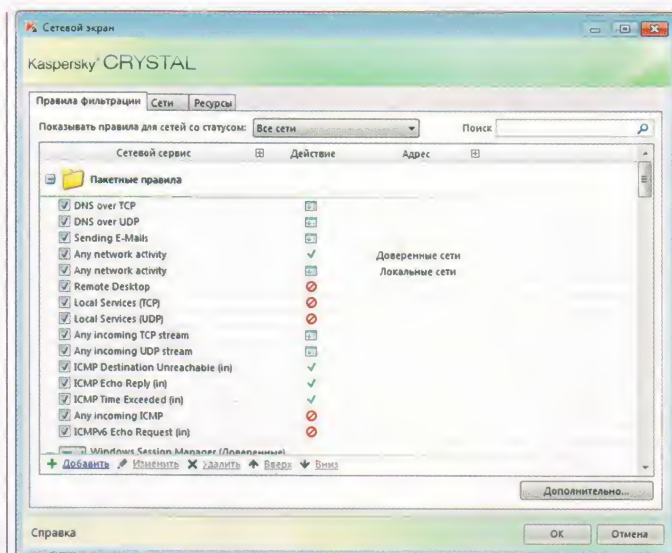 Сетевой экран
Kaspersky® CRYSTAL
Правила фильтрации Сети Ресурсы
Показывать правила для сетей со статусом: Все сети Поиск
Сетевой сервис Действие Адрес
Пакетные правила
DNS over TCP
DNS over UDP
Sending E-Mails
Any network activity Доверенные сети
Any network activity Локальные сети
Remote Desktop
Local Services (TCP)
Local Services (UDP)
Any incoming TCP stream
Any incoming UDP stream
ICMP Destination Unreachable (in)
ICMP Echo Reply (in)
ICMP Time Exceeded (in)
Any incoming ICMP
ICMPv6 Echo Request (in)
Windows Session Manager (Доверенные)
Добавить Изменить Удалить Вверх Вниз
Дополнительно...
Справка OK Отмена